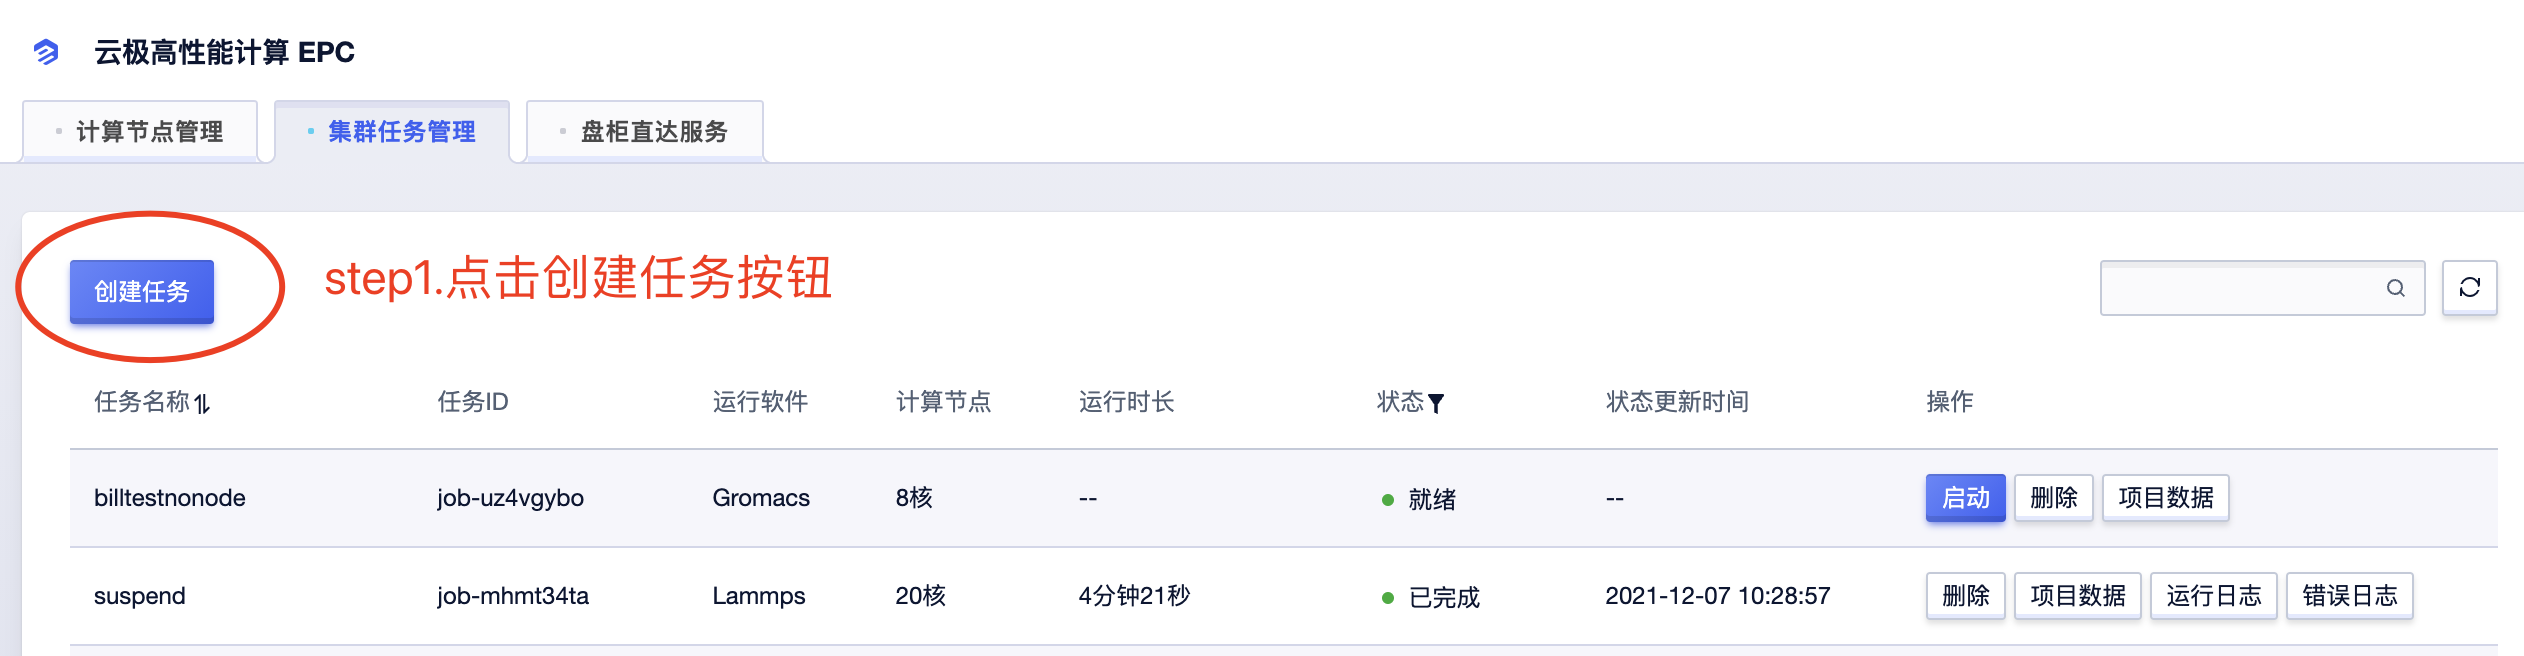 云极高性能计算 EPC
计算节点管理 集群任务管理 盘柜直达服务
创建任务 step1.点击创建任务按钮
任务名称 任务ID 运行软件 计算节点 运行时长 状态 状态更新时间 操作
billtestnonode job-uz4vgybo Gromacs 8核 -- 就绪 -- 启动 删除 项目数据
suspend job-mhmt34ta Lammps 20核 4分钟21秒 已完成 2021-12-07 10:28:57 删除 项目数据 运行日志 错误日志